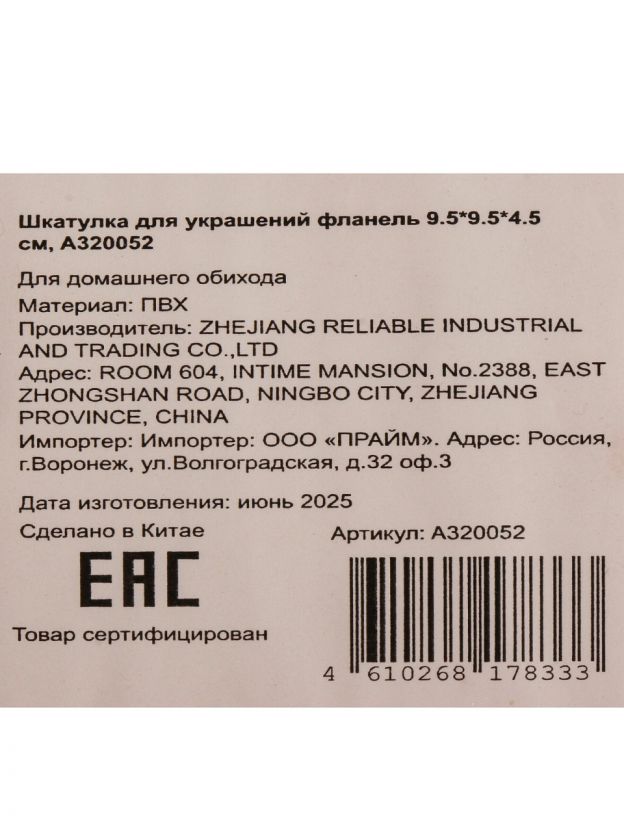 Шкатулка для украшений фланель 9.5*9.5*4.5
см, A320052
Для домашнего обихода
Материал: ПВХ
Производитель: ZHEJIANG RELIABLE INDUSTRIAL
AND TRADING CO.,LTD
Адрес: ROOM 604, INTIME MANSION, No.2388, EAST
ZHONGSHAN ROAD, NINGBO CITY, ZHEJIANG
PROVINCE, CHINA
Импортер: Импортер: ООО «ПРАЙМ». Адрес: Россия,
г.Воронеж, ул.Волгоградская, д.32 оф.3
Дата изготовления: июнь 2025
Сделано в Китае
Артикул: A320052
EAC
Товар сертифицирован
4 610268 178333